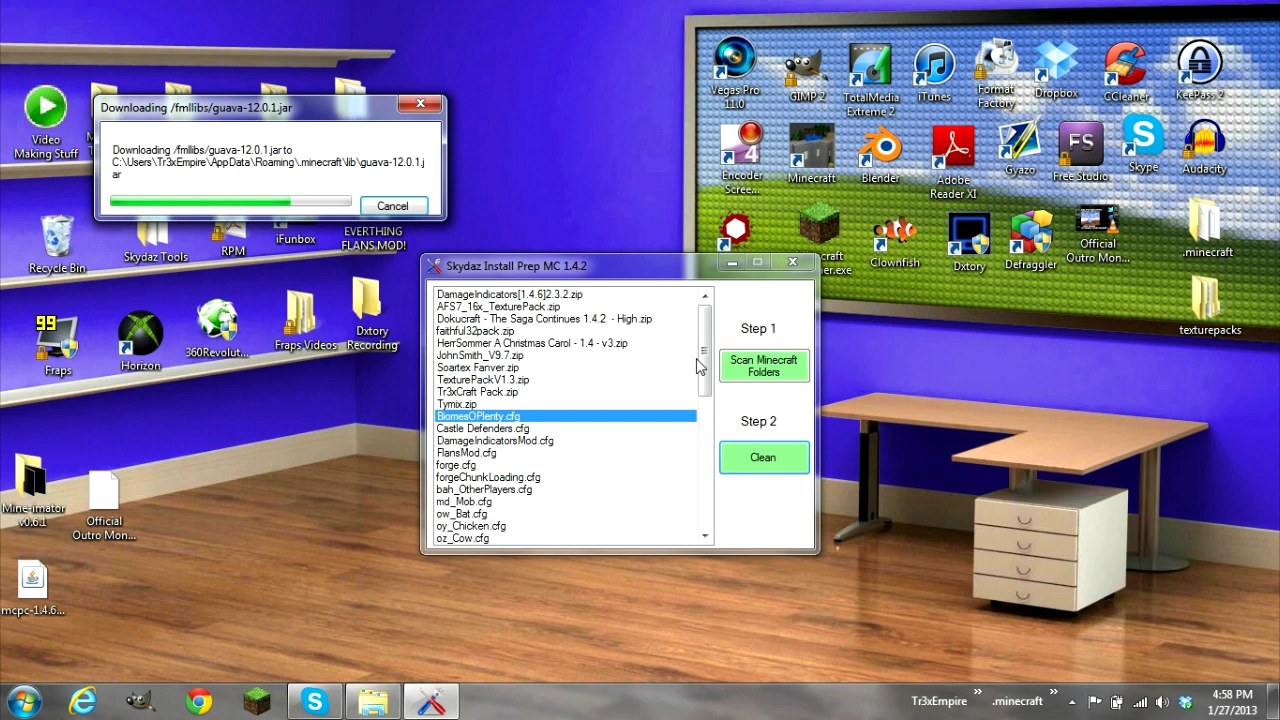 Downloading /fmllibs/guava-12.0.1.jar
Downloading /fmllibs/guava-12.0.1.jar to
C:\Users\Tr3xEmpire\AppData\Roaming\.minecraft\lib\guava-12.0.1.j
ar
Cancel
Video
Making Stuff
Recycle Bin
Skydaz Tools
RPM
iFunbox
EVERTHING
FLANS MOD!
99
Fraps
Horizon
360Revolut...
Fraps Videos
Dxtory
Recording
Mine-imator
v0.6.1
Official
Outro Mon...
mcpc-1.4.6...
Skydaz Install Prep MC 1.4.2
DamageIndicators[1.4.6]2.3.2.zip
AFS7_16x_TexturePack.zip
Dokucraft - The Saga Continues 1.4.2 - High.zip
faithful32pack.zip
HerrSommer A Christmas Carol - 1.4 - v3.zip
JohnSmith_V9.7.zip
Soartex Fanver.zip
TexturePackV1.3.zip
Tr3xCraft Pack.zip
Tymix.zip
BiomesOPlenty.cfg
Castle Defenders.cfg
DamageIndicatorsMod.cfg
FlansMod.cfg
forge.cfg
forgeChunkLoading.cfg
bah_OtherPlayers.cfg
md_Mob.cfg
ow_Bat.cfg
oy_Chicken.cfg
oz_Cow.cfg
Step 1
Scan Minecraft
Folders
Step 2
Clean
Vegas Pro
11.0
GIMP 2
TotalMedia
Extreme 2
iTunes
Format
Factory
Dropbox
CCleaner
KeePass 2
4
Encoder
Scree...
Minecraft
Blender
Adobe
Reader XI
Gyazo
FS
Free Studio
Skype
Audacity
Clownfish
Dxtory
Defraggler
Official
Outro Mon...
.minecraft
texturepacks
Tr3xEmpire
.minecraft
4:58 PM
1/27/2013